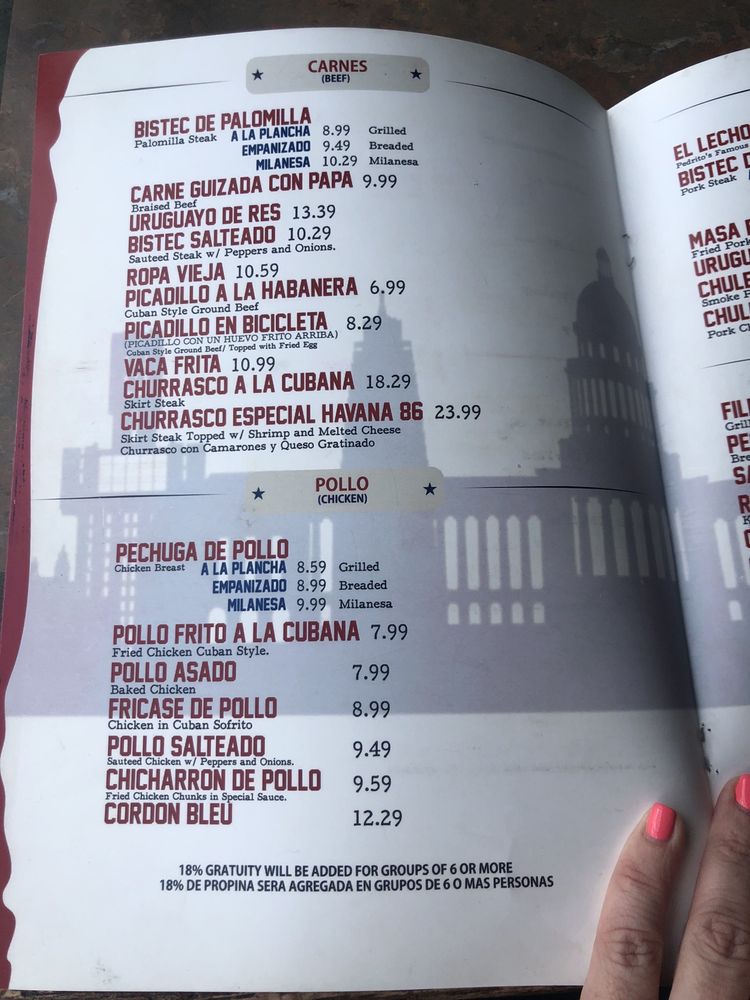 CARNES
(BEEF)
BISTEC DE PALOMILLA
Palomilla Steak A LA PLANCHA 8.99 Grilled
EMPANIZADO 9.49 Breaded
MILANESA 10.29 Milanesa
CARNE GUIZADA CON PAPA 9.99
Braised Beef
URUGUAYO DE RES 13.39
BISTEC SALTEADO 10.29
Sauteed Steak w/ Peppers and Onions.
ROPA VIEJA 10.59
PICADILLO A LA HABANERA 6.99
Cuban Style Ground Beef
PICADILLO EN BICICLETA 8.29
(PICADILLO CON UN HUEVO FRITO ARRIBA)
Cuban Style Ground Beef/ Topped with Fried Egg
VACA FRITA 10.99
CHURRASCO A LA CUBANA 18.29
Skirt Steak
CHURRASCO ESPECIAL HAVANA 86 23.99
Skirt Steak Topped w/ Shrimp and Melted Cheese
Churrasco con Camarones y Queso Gratinado
POLLO
(CHICKEN)
PECHUGA DE POLLO
Chicken Breast A LA PLANCHA 8.59 Grilled
EMPANIZADO 8.99 Breaded
MILANESA 9.99 Milanesa
POLLO FRITO A LA CUBANA 7.99
Fried Chicken Cuban Style.
POLLO ASADO 7.99
Baked Chicken
FRICASE DE POLLO 8.99
Chicken in Cuban Sofrito
POLLO SALTEADO 9.49
Sauteed Chicken w/ Peppers and Onions.
CHICHARRON DE POLLO 9.59
Fried Chicken Chunks in Special Sauce.
CORDON BLEU 12.29
18% GRATUITY WILL BE ADDED FOR GROUPS OF 6 OR MORE
18% DE PROPINA SERA AGREGADA EN GRUPOS DE 6 O MAS PERSONAS
EL LECHO
Pedrito's Famous
BISTEC
Pork Steak
MASA
Fried Pork
URUGU
CHULE
Smoke P
CHUL
Pork C
FIL
Gril
PE
Bre
SA